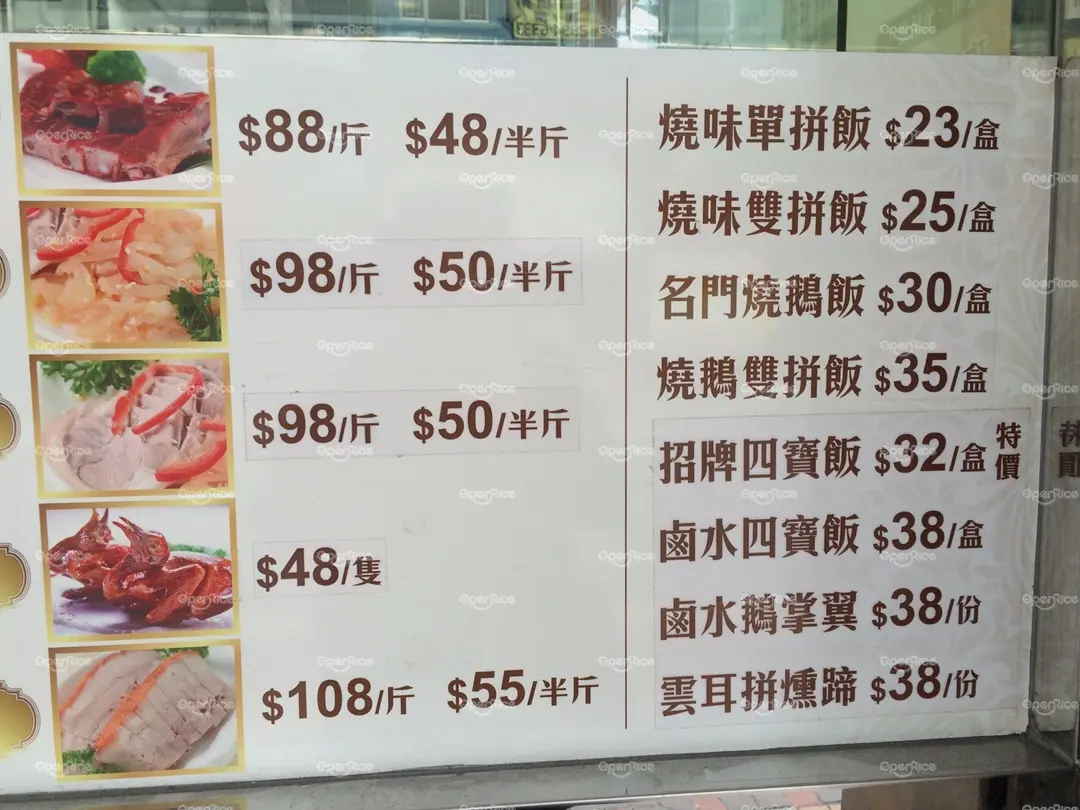 $88/斤 $48/半斤
$98/斤 $50/半斤
$98/斤 $50/半斤
$48/隻
$108/斤 $55/半斤
燒味單拼飯 $23/盒
燒味雙拼飯 $25/盒
名門燒鵝飯 $30/盒
燒鵝雙拼飯 $35/盒
招牌四寶飯 $32/盒 特價
鹵水四寶飯 $38/盒
鹵水鵝掌翼 $38/份
雲耳拼燻蹄 $38/份
OpenRice